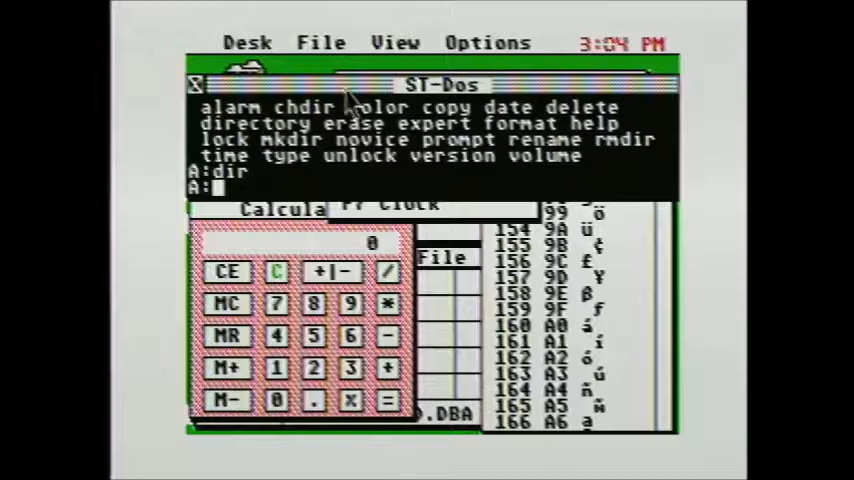 Desk File View Options 3:04 PM
ST-Dos
alarm chdir color copy date delete
directory erase expert format help
lock mkdir novice prompt rename rmdir
time type unlock version volume
A:dir
A:
Calcula
F7 Clock
0
File
CE C +|- /
MC 7 8 9 *
MR 4 5 6 -
M+ 1 2 3 +
M- 0 . x =
D.DBA
99 ö
154 9A ü
155 9B ¢
156 9C £
157 9D ¥
158 9E β
159 9F ƒ
160 A0 á
161 A1 í
162 A2 ó
163 A3 ú
164 A4 ñ
165 A5 Ñ
166 A6 ª